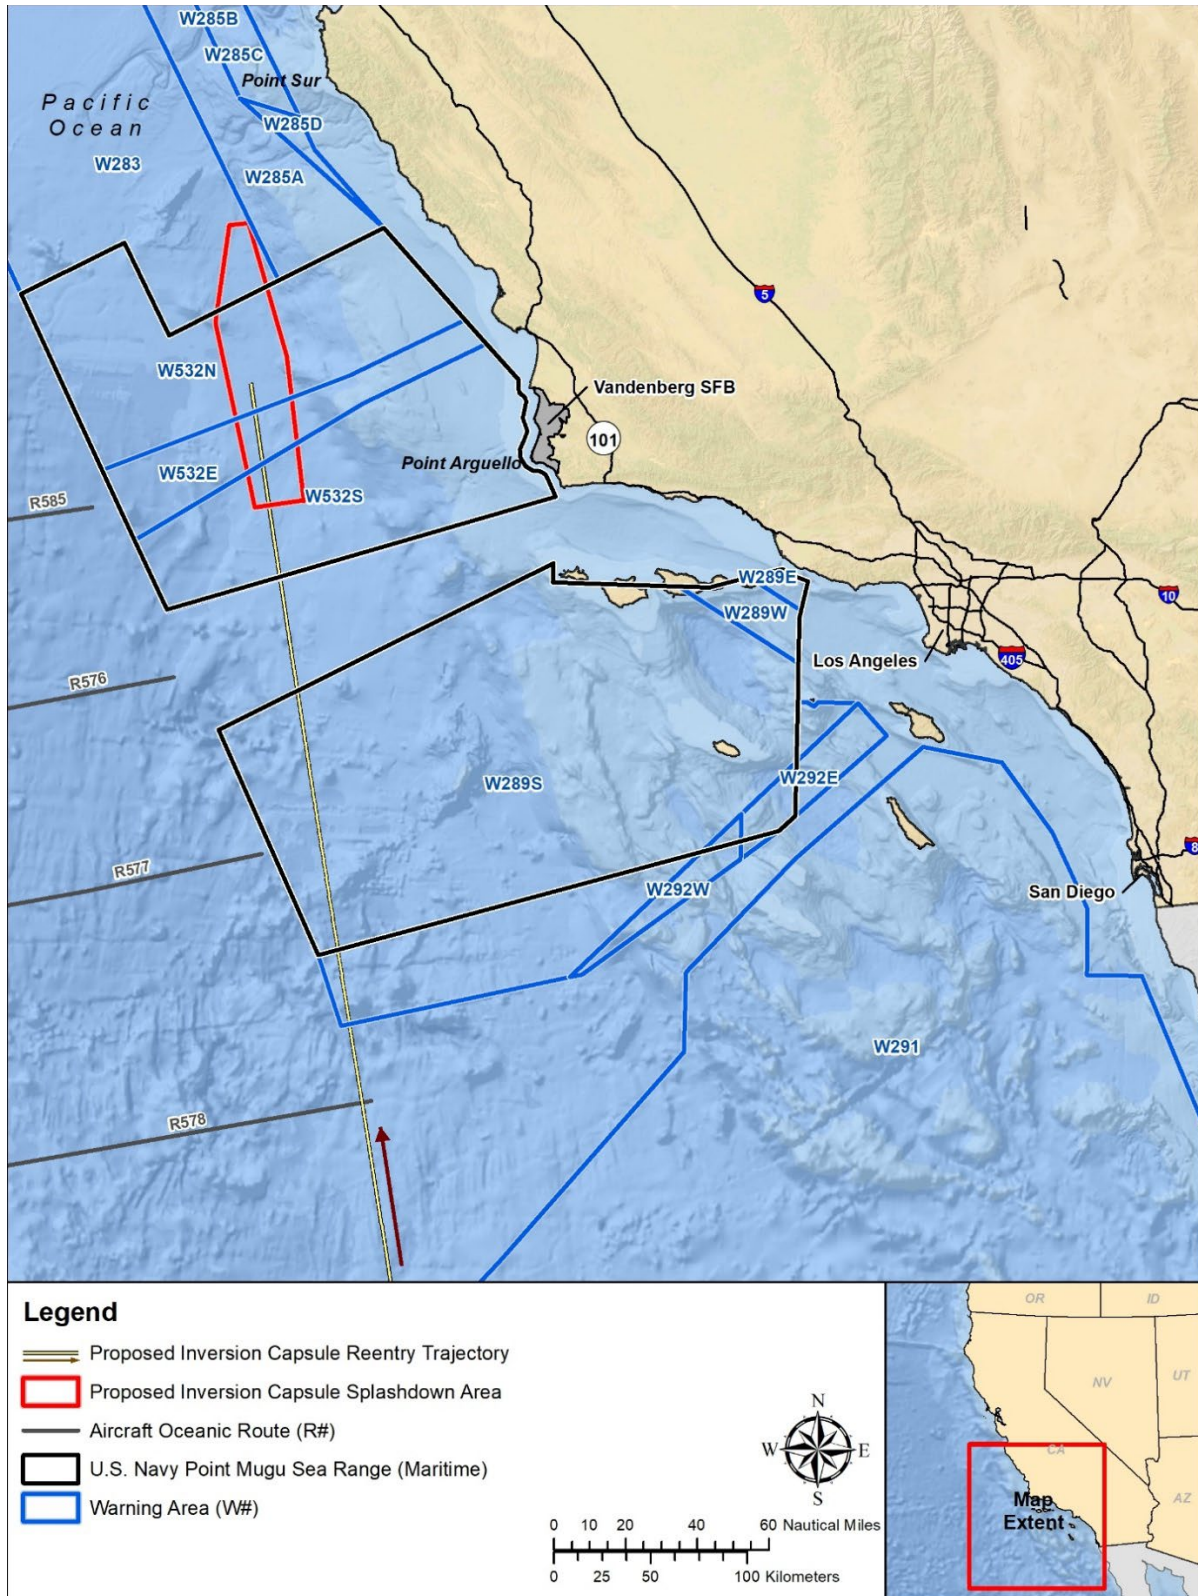 W285B
W285C
Point Sur
Pacific
Ocean
W285D
W283
W285A
5
W532N
Vandenberg SFB
101
Point Arguello
W532E
W532S
R585
W289E
10
W289W
Los Angeles
405
R576
W292E
W289S
8
R577
W292W
San Diego
W291
R578
Legend
Proposed Inversion Capsule Reentry Trajectory
Proposed Inversion Capsule Splashdown Area
Aircraft Oceanic Route (R#)
U.S. Navy Point Mugu Sea Range (Maritime)
Warning Area (W#)
N
W E
S
0 10 20 40 60 Nautical Miles
0 25 50 100 Kilometers
OR ID
NV UT
CA
AZ
Map
Extent